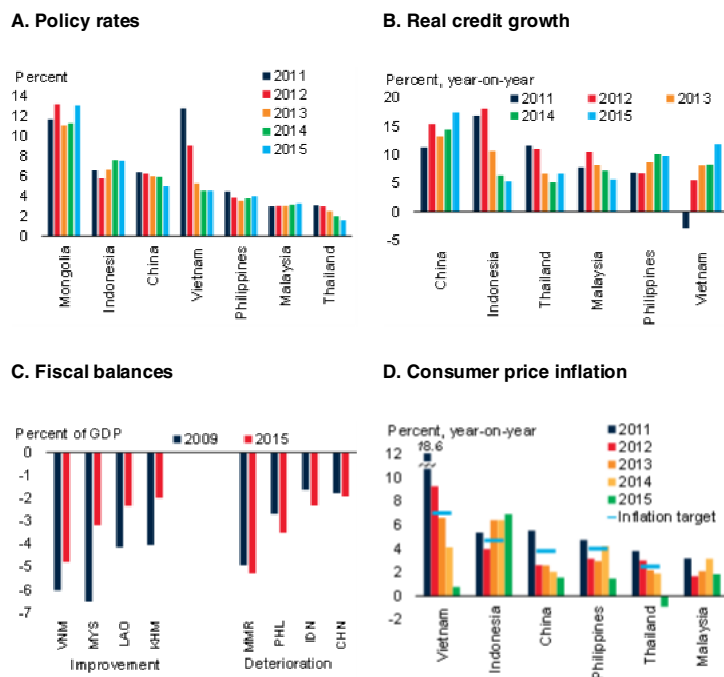 A. Policy rates
Percent
14
12
10
8
6
4
2
0
2011
2012
2013
2014
2015
Mongolia
Indonesia
China
Vietnam
Philippines
Malaysia
Thailand
B. Real credit growth
Percent, year-on-year
20
15
10
5
0
-5
2011
2012
2013
2014
2015
China
Indonesia
Thailand
Malaysia
Philippines
Vietnam
C. Fiscal balances
Percent of GDP
2009
2015
0
-1
-2
-3
-4
-5
-6
-7
VNM
MYS
LAO
KHM
MMR
PHL
IDN
CHN
Improvement
Deterioration
D. Consumer price inflation
Percent, year-on-year
18.6
12
10
8
6
4
2
0
-2
2011
2012
2013
2014
2015
Inflation target
Vietnam
Indonesia
China
Philippines
Thailand
Malaysia